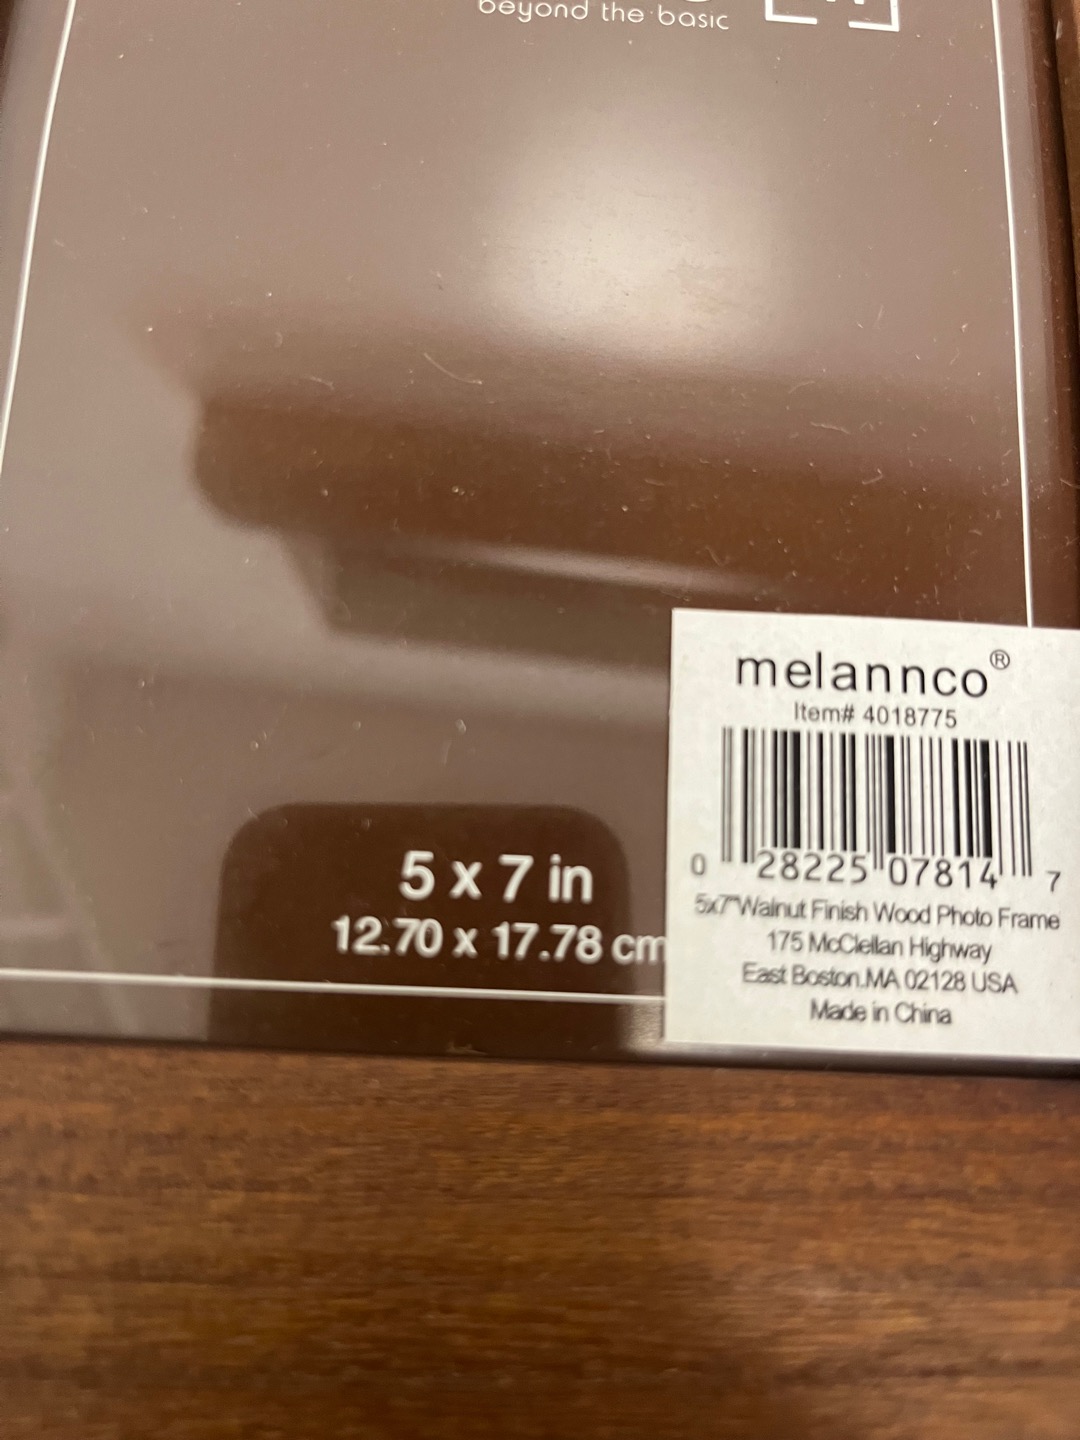 beyond the basic
5 x 7 in
12.70 x 17.78 cm
melannco®
Item# 4018775
0 28225 07814 7
5x7"Walnut Finish Wood Photo Frame
175 McClellan Highway
East Boston.MA 02128 USA
Made in China